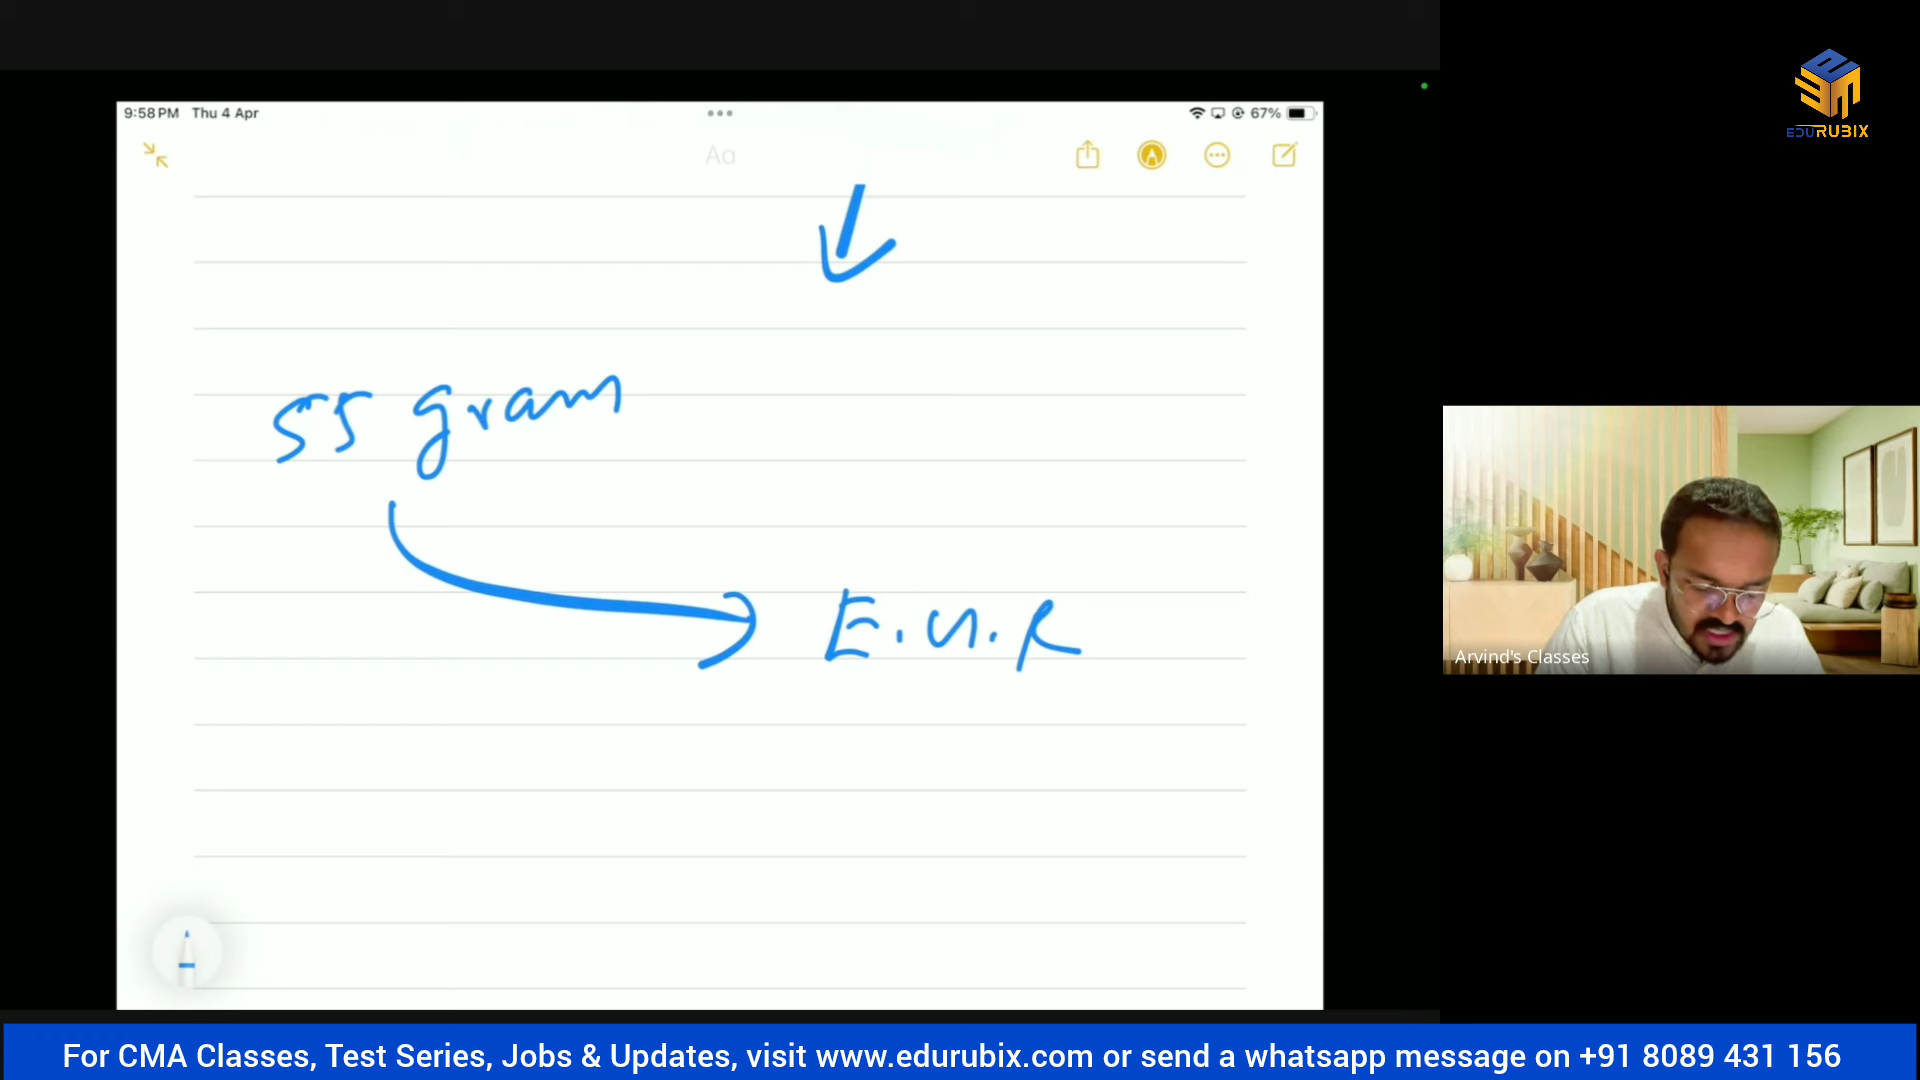 EDURUBIX
9:58 PM Thu 4 Apr
67%
Aa
55 gram
E.U.R
Arvind's Classes
For CMA Classes, Test Series, Jobs & Updates, visit www.edurubix.com or send a whatsapp message on +91 8089 431 156